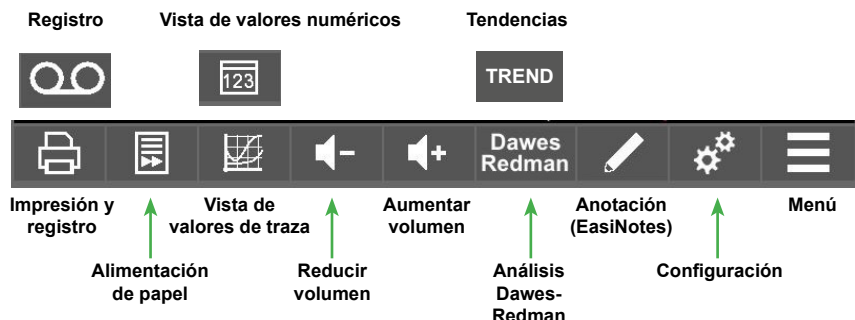 Registro
Vista de valores numéricos
Tendencias
123
TREND
Dawes
Redman
Impresión y
registro
Vista de
valores de traza
Aumentar
volumen
Anotación
(EasiNotes)
Menú
Alimentación
de papel
Reducir
volumen
Análisis
Dawes-
Redman
Configuración